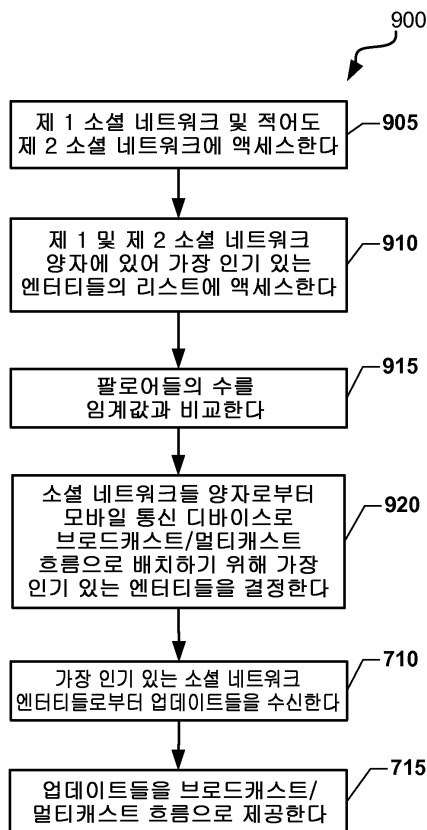 900
제 1 소셜 네트워크 및 적어도
제 2 소셜 네트워크에 액세스한다
905
제 1 및 제 2 소셜 네트워크
양자에 있어 가장 인기 있는
엔터티들의 리스트에 액세스한다
910
팔로어들의 수를
임계값과 비교한다
915
소셜 네트워크들 양자로부터
모바일 통신 디바이스로
브로드캐스트/멀티캐스트
흐름으로 배치하기 위해 가장
인기 있는 엔터티들을 결정한다
920
가장 인기 있는 소셜 네트워크
엔터티들로부터 업데이트들을 수신한다
710
업데이트들을 브로드캐스트/
멀티캐스트 흐름으로 제공한다
715